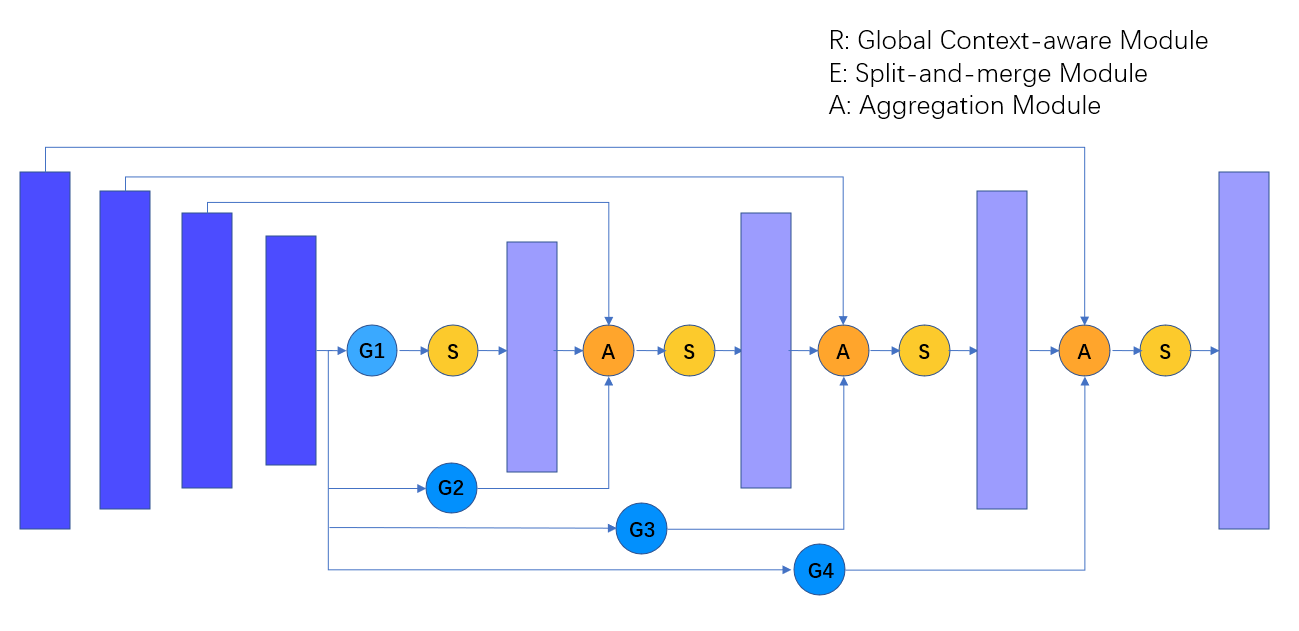 R: Global Context-aware Module
E: Split-and-merge Module
A: Aggregation Module
G1 S A S A S A S
G2
G3
G4